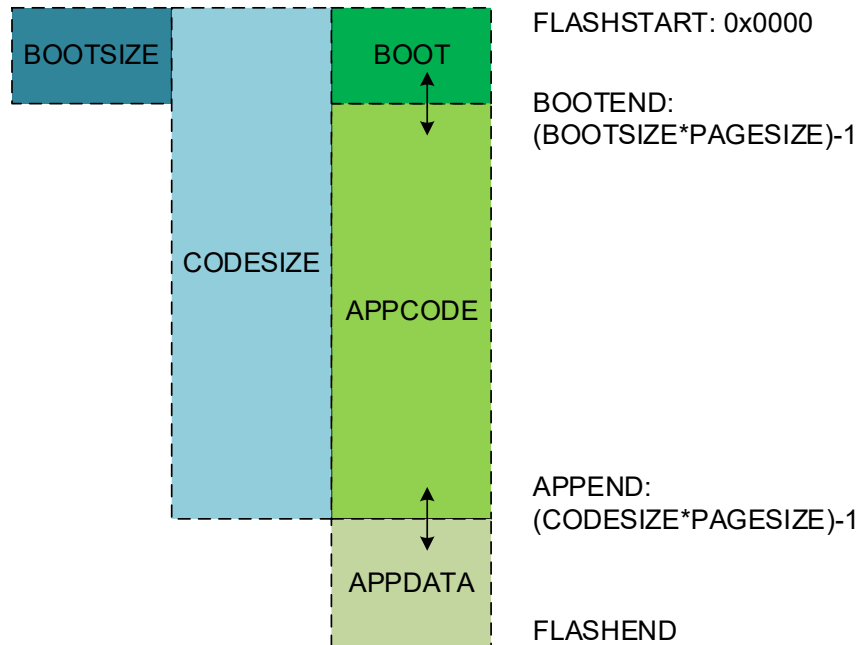 FLASHSTART: 0x0000
BOOTSIZE
BOOT
BOOTEND:
(BOOTSIZE*PAGESIZE)-1
CODESIZE
APPCODE
APPEND:
(CODESIZE*PAGESIZE)-1
APPDATA
FLASHEND